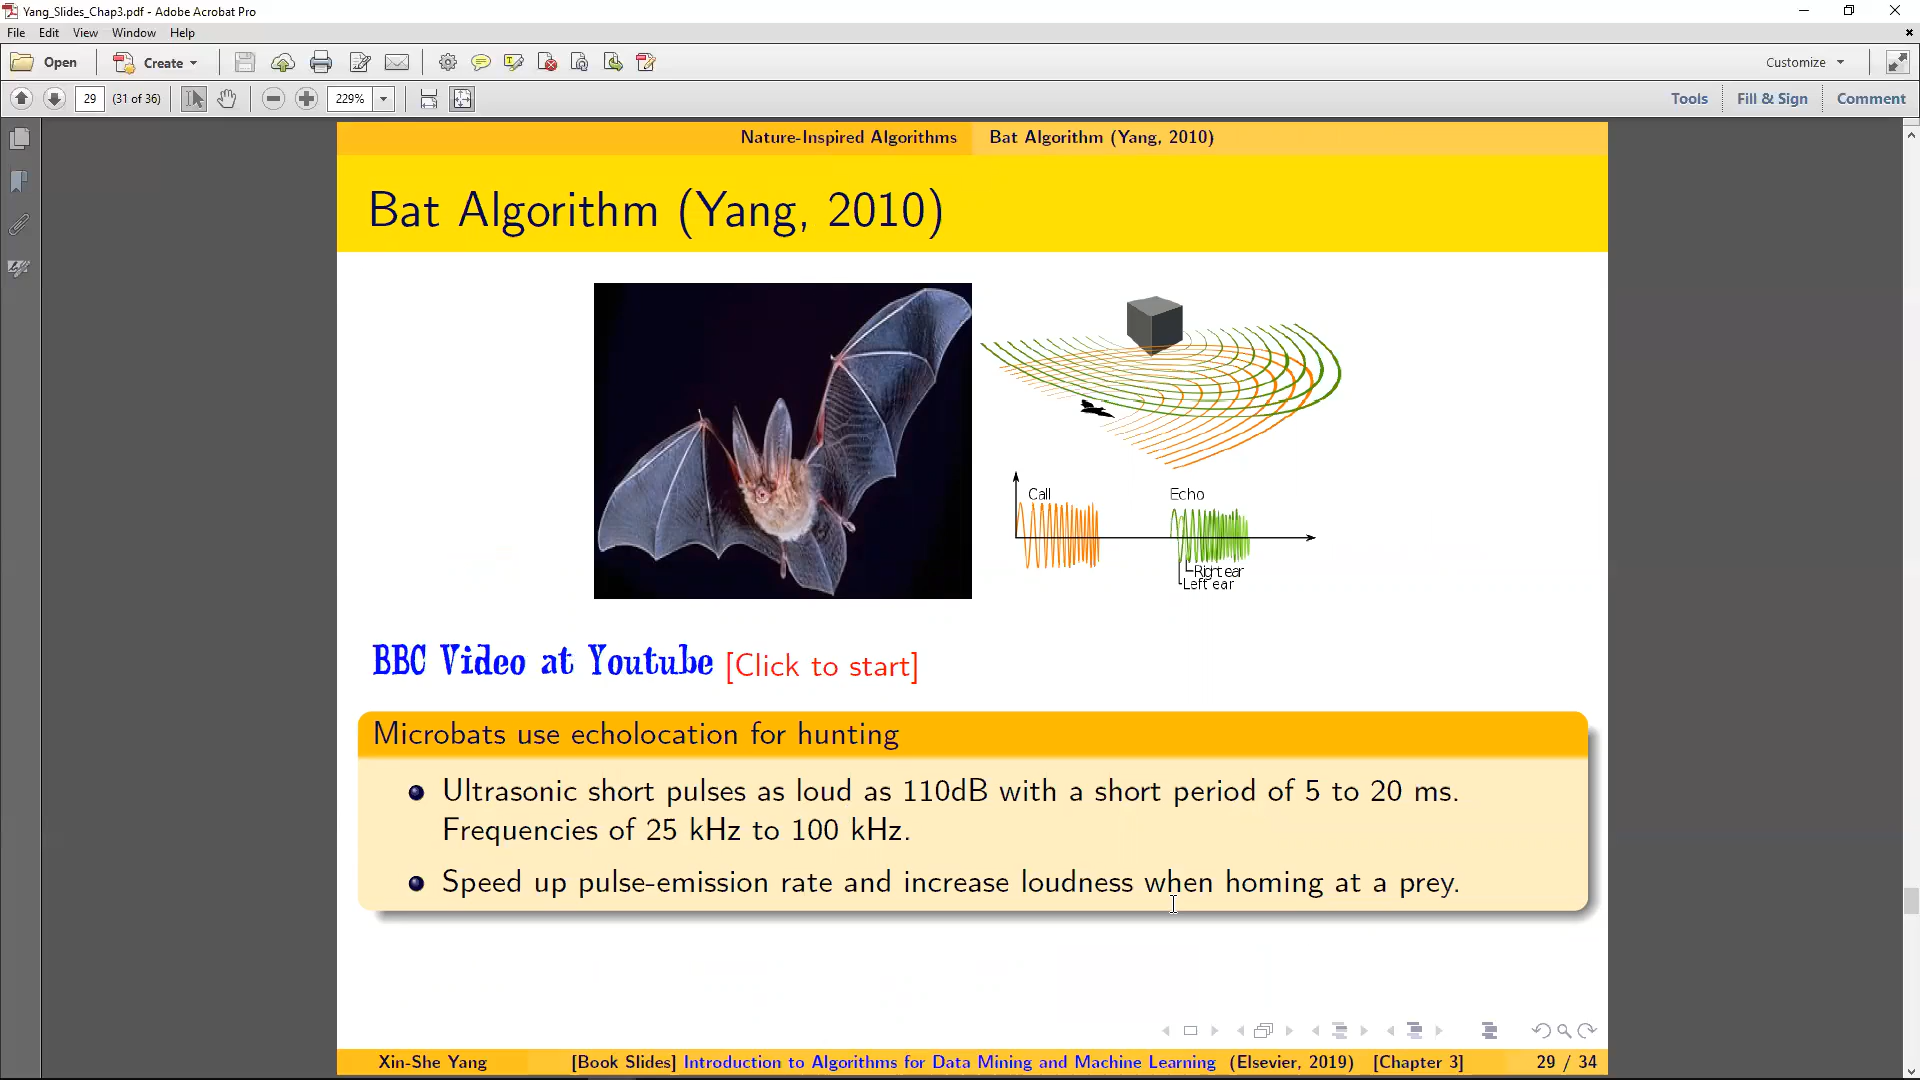 Yang_Slides_Chap3.pdf - Adobe Acrobat Pro
File Edit View Window Help
Open Create Customize
29 (31 of 36) 229% Tools Fill & Sign Comment
Nature-Inspired Algorithms Bat Algorithm (Yang, 2010)
Bat Algorithm (Yang, 2010)
Call Echo
Right ear
Left ear
BBC Video at Youtube [Click to start]
Microbats use echolocation for hunting
Ultrasonic short pulses as loud as 110dB with a short period of 5 to 20 ms.
Frequencies of 25 kHz to 100 kHz.
Speed up pulse-emission rate and increase loudness when homing at a prey.
Xin-She Yang [Book Slides] Introduction to Algorithms for Data Mining and Machine Learning (Elsevier, 2019) [Chapter 3] 29 / 34